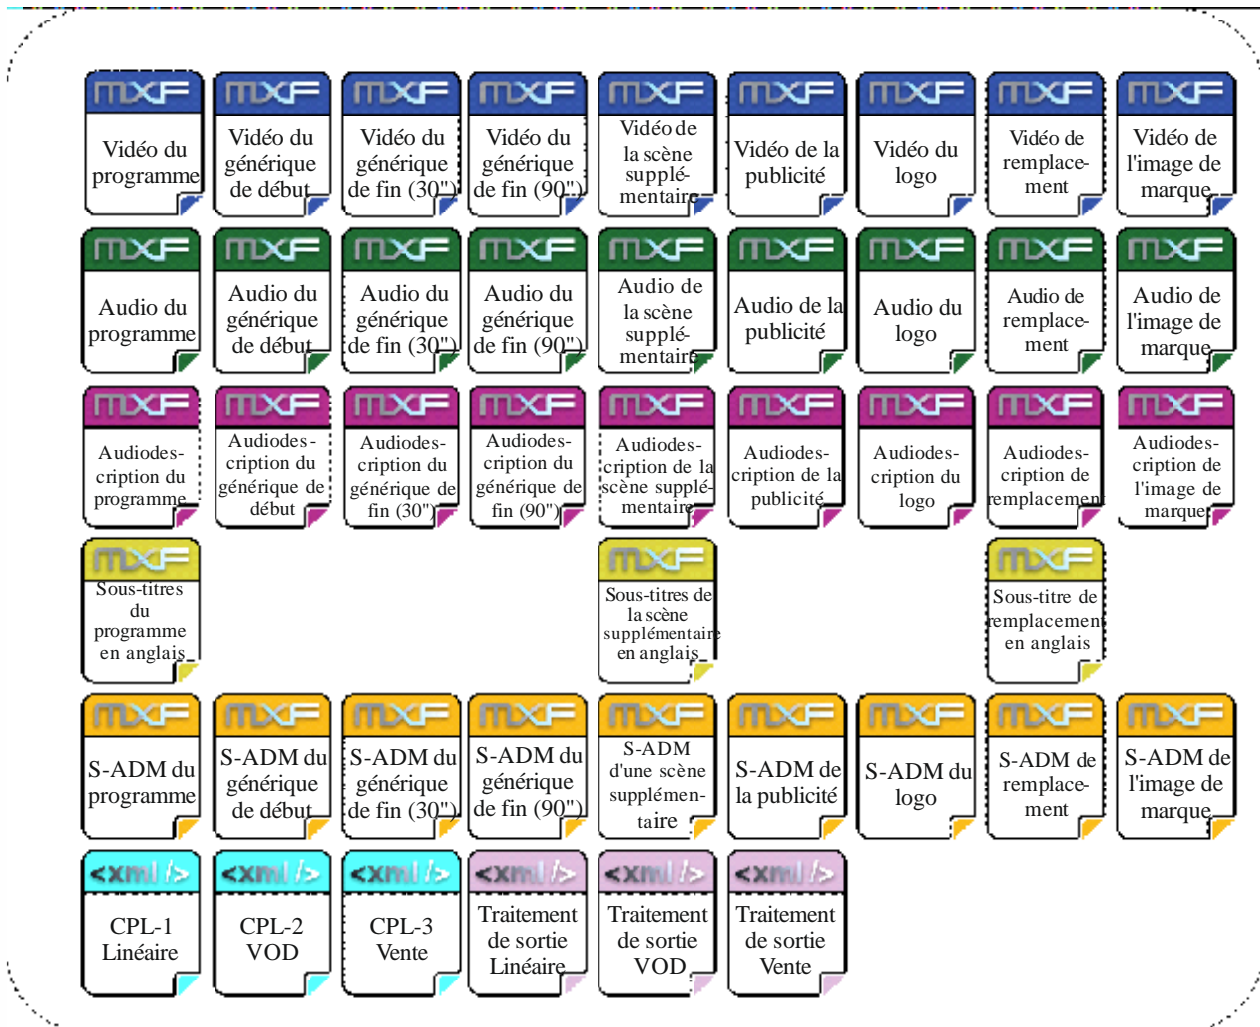 mxf mxf mxf mxf mxf mxf mxf mxf mxf
Vidéo du
programme
Vidéo du
générique
de début
Vidéo du
générique
de fin (30")
Vidéo du
générique
de fin (90")
Vidéo de
la scène
supplé-
mentaire
Vidéo de la
publicité
Vidéo du
logo
Vidéo de
remplace-
ment
Vidéo de
l'image de
marque
mxf mxf mxf mxf mxf mxf mxf mxf mxf
Audio du
programme
Audio du
générique
de début
Audio du
générique
de fin (30")
Audio du
générique
de fin (90")
Audio de
la scène
supplé-
mentaire
Audio de la
publicité
Audio du
logo
Audio de
remplace-
ment
Audio de
l'image de
marque
mxf mxf mxf mxf mxf mxf mxf mxf mxf
Audiodes-
cription du
programme
Audiodes-
cription du
générique de
début
Audiodes-
cription du
générique de
fin (30")
Audiodes-
cription du
générique de
fin (90")
Audiodes-
cription de la
scène supplé-
mentaire
Audiodes-
cription de la
publicité
Audiodes-
cription du
logo
Audiodes-
cription de
remplacement
Audiodes-
cription de
l'image de
marque
mxf mxf mxf
Sous-titres
du
programme
en anglais
Sous-titres de
la scène
supplémentaire
en anglais
Sous-titre de
remplacement
en anglais
mxf mxf mxf mxf mxf mxf mxf mxf mxf
S-ADM du
programme
S-ADM du
générique
de début
S-ADM du
générique
de fin (30")
S-ADM du
générique
de fin (90")
S-ADM
d'une scène
supplémen-
taire
S-ADM de
la publicité
S-ADM du
logo
S-ADM de
remplace-
ment
S-ADM de
l'image de
marque
<xml /> <xml /> <xml /> <xml /> <xml /> <xml />
CPL-1
Linéaire
CPL-2
VOD
CPL-3
Vente
Traitement
de sortie
Linéaire
Traitement
de sortie
VOD
Traitement
de sortie
Vente